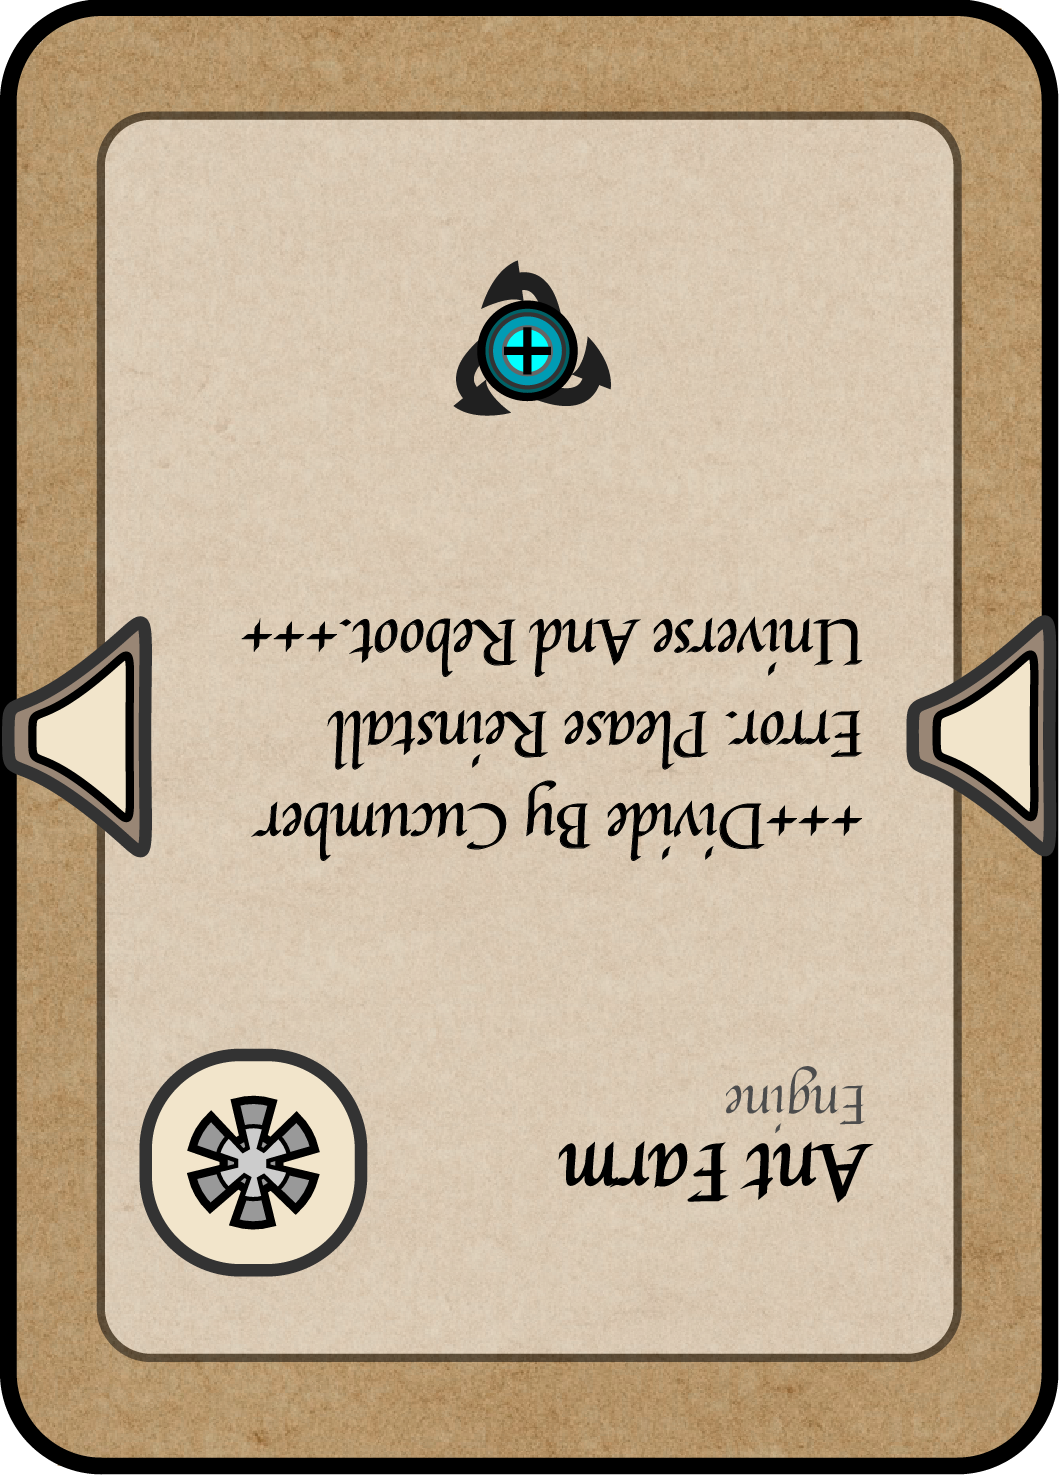 Ant Farm
Engine
+++Divide By Cucumber
Error. Please Reinstall
Universe And Reboot.+++